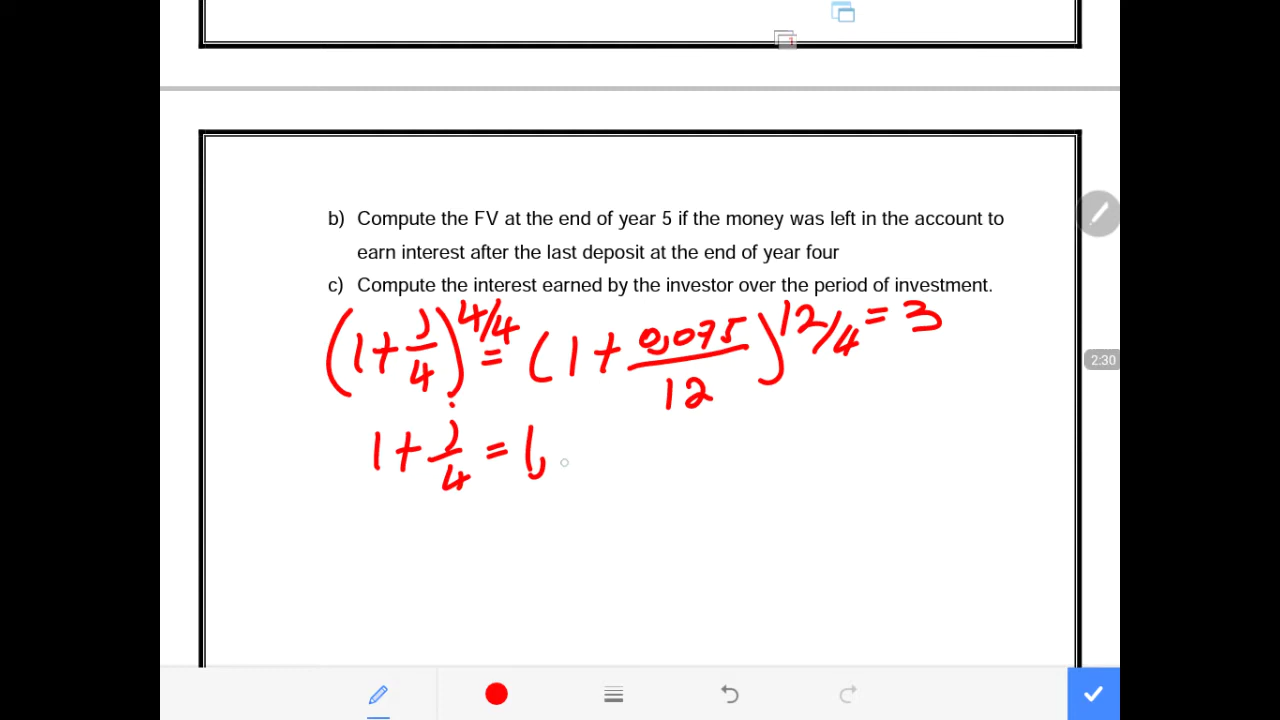 b) Compute the FV at the end of year 5 if the money was left in the account to
earn interest after the last deposit at the end of year four
c) Compute the interest earned by the investor over the period of investment.
(1 + j/4)^4/4 = (1 + 0,075/12)^12/4 = 3
1 + j/4 = 1,
2:30